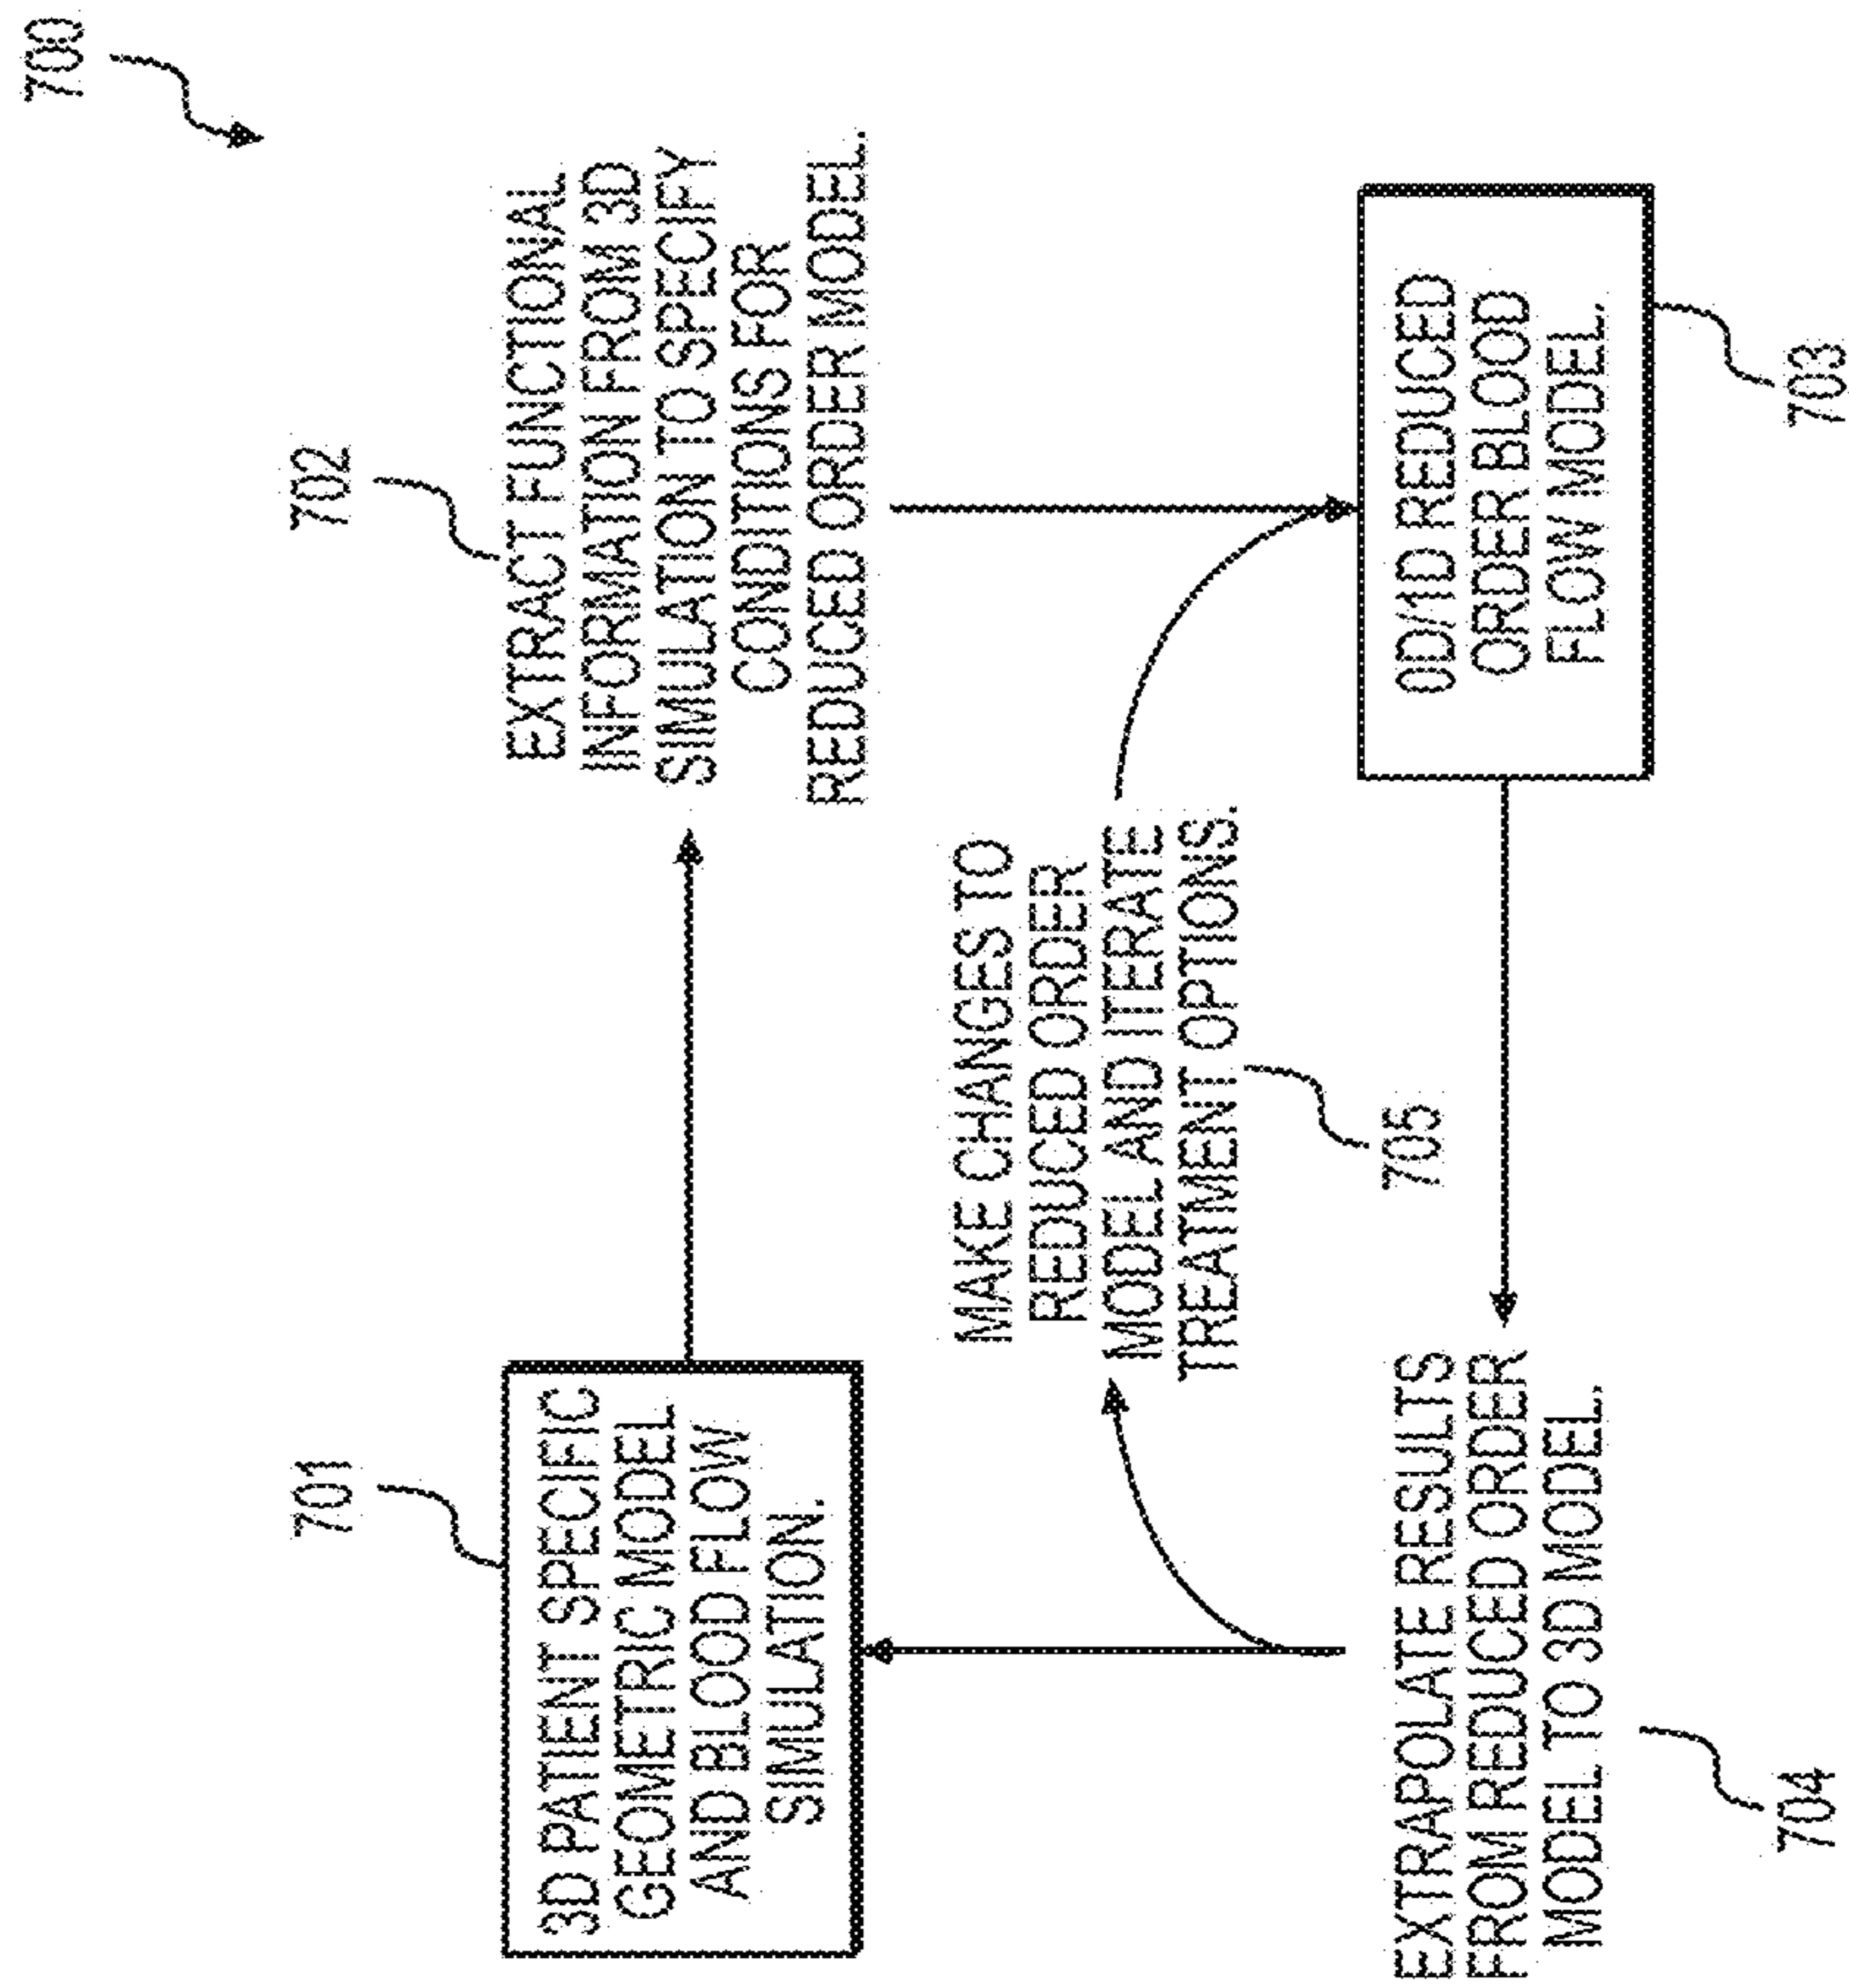 700
701
3D PATIENT SPECIFIC
GEOMETRIC MODEL
AND BLOOD FLOW
SIMULATION.
702
EXTRACT FUNCTIONAL
INFORMATION FROM 3D
SIMULATION TO SPECIFY
CONDITIONS FOR
REDUCED ORDER MODEL.
MAKE CHANGES TO
REDUCED ORDER
MODEL AND ITERATE
TREATMENT OPTIONS.
705
EXTRAPOLATE RESULTS
FROM REDUCED ORDER
MODEL TO 3D MODEL.
704
0D/1D REDUCED
ORDER BLOOD
FLOW MODEL.
703